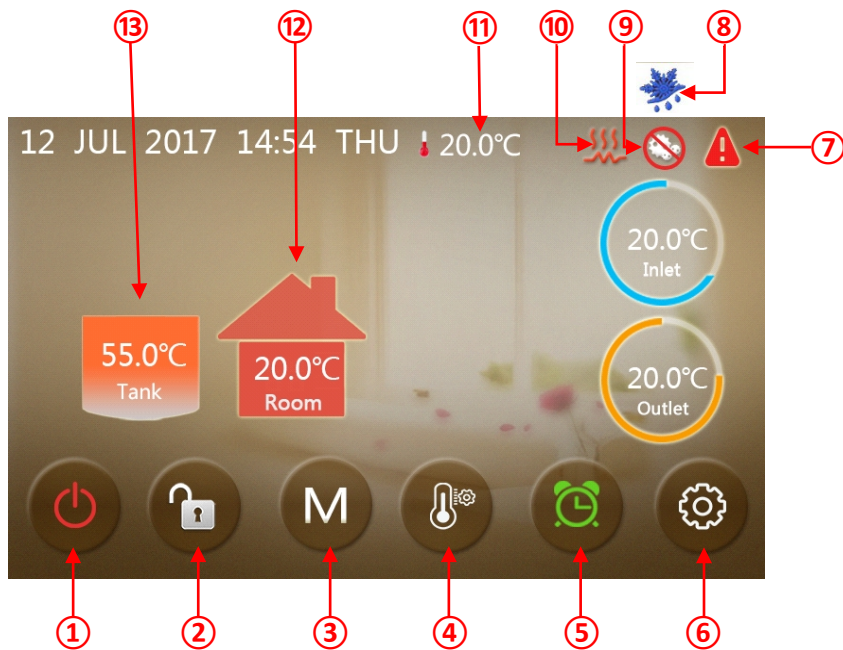 ⑬ ⑫ ⑪ ⑩ ⑨ ⑧
12 JUL 2017 14:54 THU 20.0℃
⑦
20.0℃
Inlet
55.0℃
Tank
20.0℃
Room
20.0℃
Outlet
M
① ② ③ ④ ⑤ ⑥